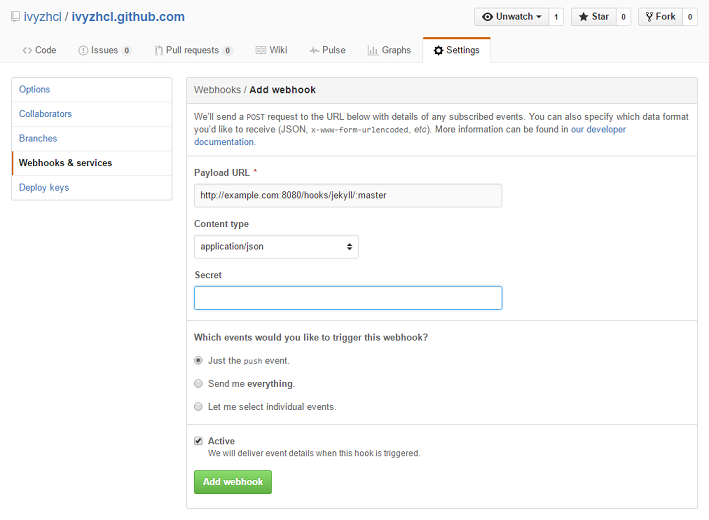 ivyzhcl / ivyzhcl.github.com
Unwatch 1 Star 0 Fork 0
Code Issues 0 Pull requests 0 Wiki Pulse Graphs Settings
Options
Collaborators
Branches
Webhooks & services
Deploy keys
Webhooks / Add webhook
We'll send a POST request to the URL below with details of any subscribed events. You can also specify which data format
you'd like to receive (JSON, x-www-form-urlencoded, etc). More information can be found in our developer
documentation.
Payload URL *
http://example.com:8080/hooks/jekyll/:master
Content type
application/json
Secret
Which events would you like to trigger this webhook?
Just the push event.
Send me everything.
Let me select individual events.
Active
We will deliver event details when this hook is triggered.
Add webhook